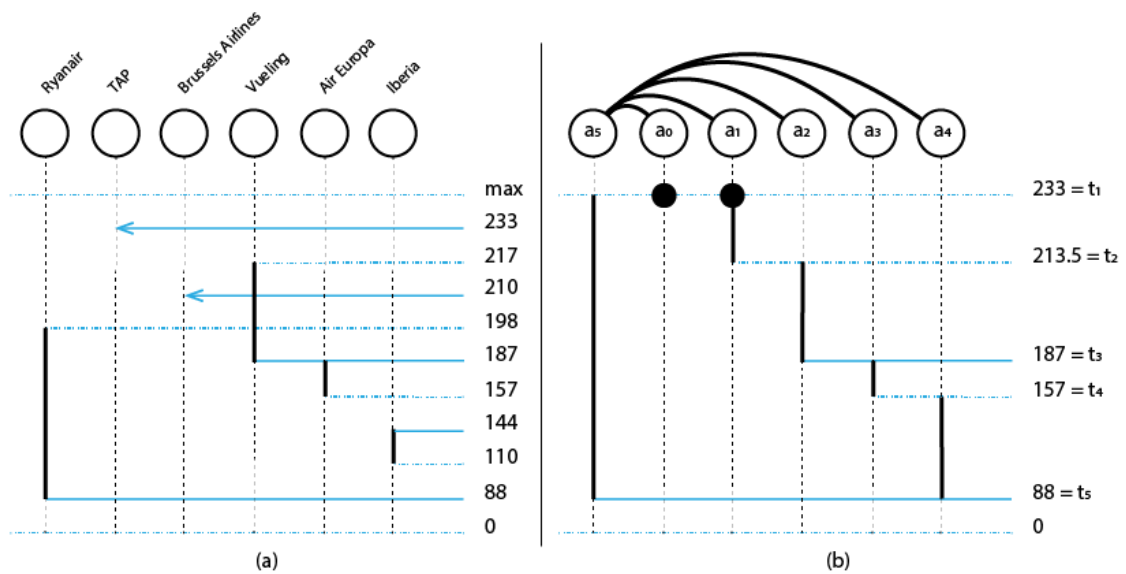 Ryanair
TAP
Brussels Airlines
Vueling
Air Europa
Iberia
max
233
217
210
198
187
157
144
110
88
0
(a)
a₅ a₀ a₁ a₂ a₃ a₄
233 = t₁
213.5 = t₂
187 = t₃
157 = t₄
88 = t₅
0
(b)